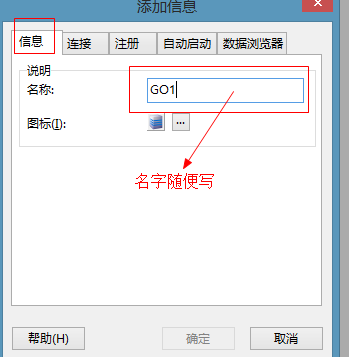 添加信息
信息 连接 注册 自动启动 数据浏览器
说明
名称: GO1
图标(I): ...
名字随便写
帮助(H) 确定 取消